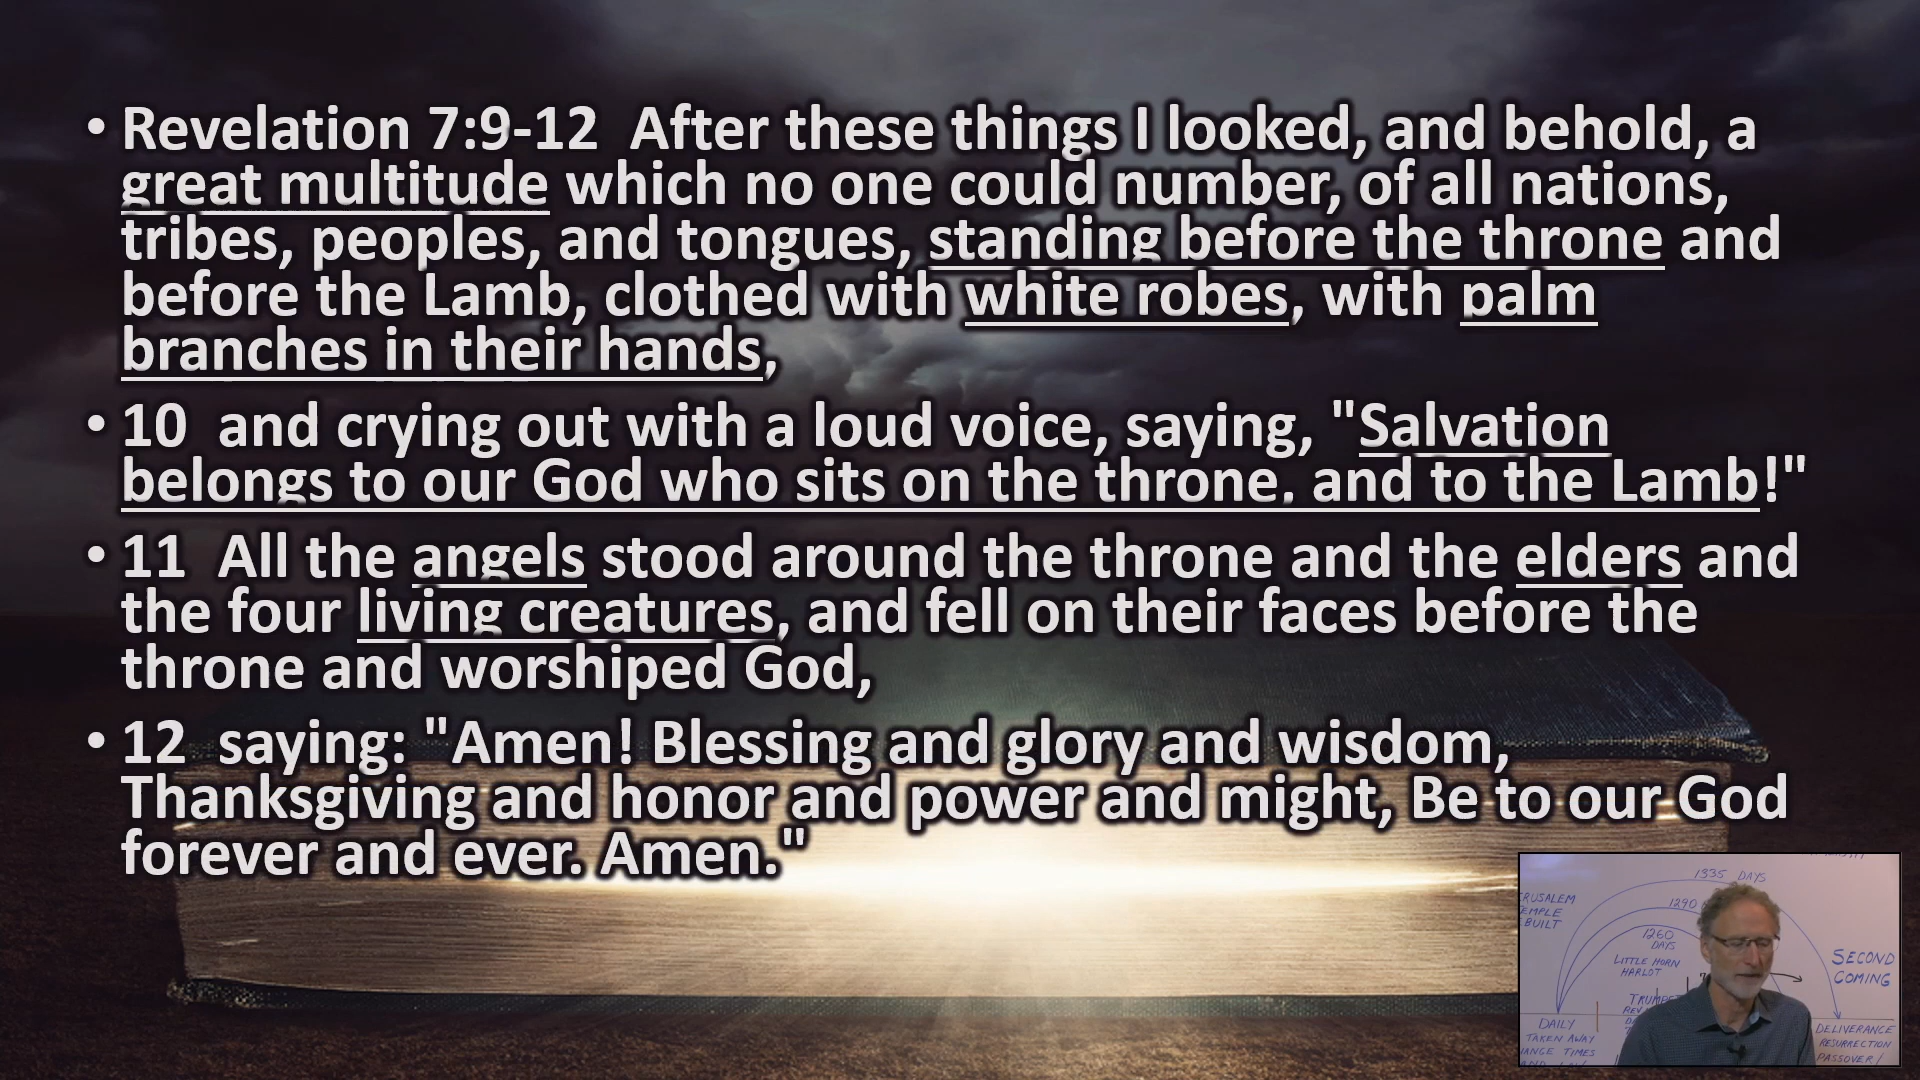 • Revelation 7:9-12  After these things I looked, and behold, a
great multitude which no one could number, of all nations,
tribes, peoples, and tongues, standing before the throne and
before the Lamb, clothed with white robes, with palm
branches in their hands,
• 10  and crying out with a loud voice, saying, "Salvation
belongs to our God who sits on the throne, and to the Lamb!"
• 11  All the angels stood around the throne and the elders and
the four living creatures, and fell on their faces before the
throne and worshiped God,
• 12  saying: "Amen! Blessing and glory and wisdom,
Thanksgiving and honor and power and might, Be to our God
forever and ever. Amen."
1335 DAYS
1290
1260
DAYS
LITTLE HORN
HARLOT
SECOND
COMING
DAILY
TAKEN AWAY
DELIVERANCE
RESURRECTION
PASSOVER/